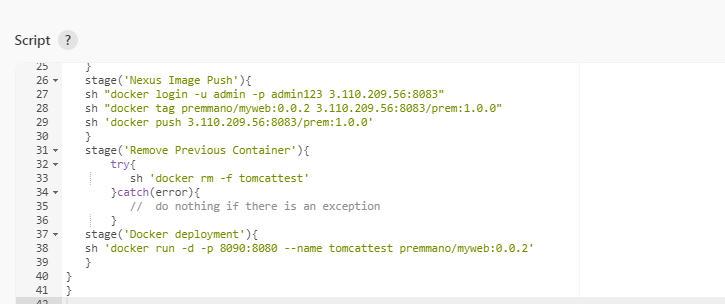 Script ?
25 }
26 stage('Nexus Image Push'){
27 sh "docker login -u admin -p admin123 3.110.209.56:8083"
28 sh "docker tag premmano/myweb:0.0.2 3.110.209.56:8083/prem:1.0.0"
29 sh 'docker push 3.110.209.56:8083/prem:1.0.0'
30 }
31 stage('Remove Previous Container'){
32 try{
33 sh 'docker rm -f tomcattest'
34 }catch(error){
35 // do nothing if there is an exception
36 }
37 stage('Docker deployment'){
38 sh 'docker run -d -p 8090:8080 --name tomcattest premmano/myweb:0.0.2'
39 }
40 }
41 }
42